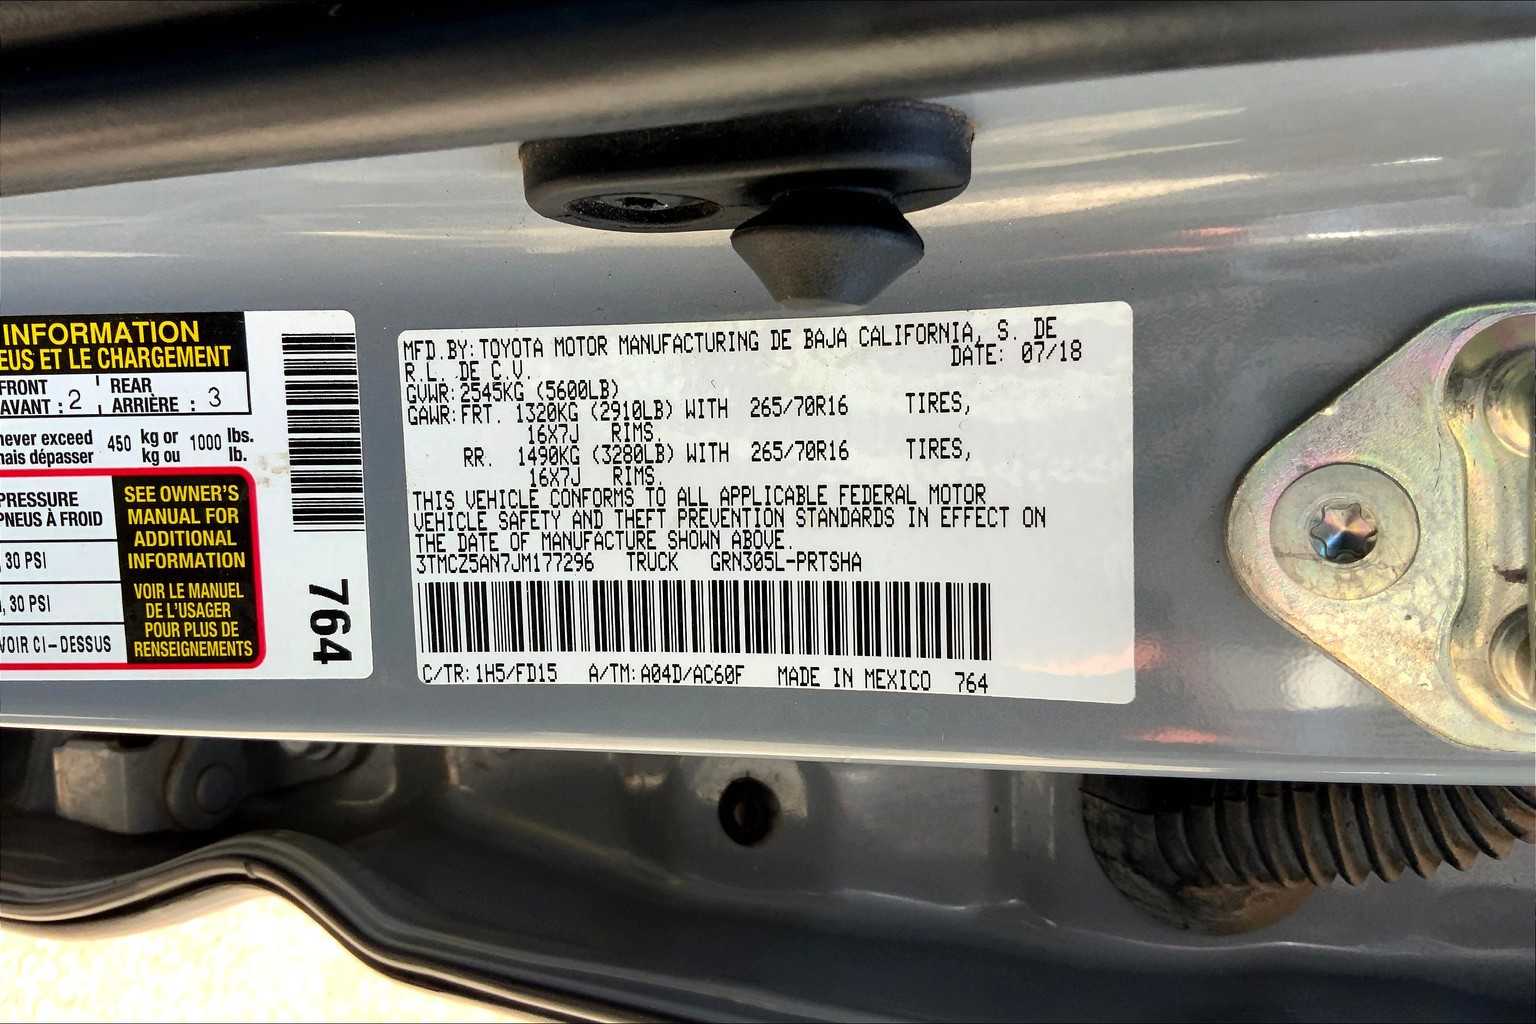 INFORMATION
EUS ET LE CHARGEMENT
FRONT
AVANT : 2
REAR
ARRIÈRE : 3
never exceed 450 kg or 1000 lbs.
mais dépasser kg ou lb.
PRESSURE
PNEUS À FROID
, 30 PSI
, 30 PSI
VOIR CI-DESSUS
SEE OWNER'S
MANUAL FOR
ADDITIONAL
INFORMATION
VOIR LE MANUEL
DE L'USAGER
POUR PLUS DE
RENSEIGNEMENTS
764
MFD.BY:TOYOTA MOTOR MANUFACTURING DE BAJA CALIFORNIA, S. DE
R.L. DE C.V. DATE: 07/18
GVWR:2545KG (5600LB)
GAWR:FRT. 1320KG (2910LB) WITH 265/70R16 TIRES,
16X7J RIMS.
RR. 1490KG (3280LB) WITH 265/70R16 TIRES,
16X7J RIMS.
THIS VEHICLE CONFORMS TO ALL APPLICABLE FEDERAL MOTOR
VEHICLE SAFETY AND THEFT PREVENTION STANDARDS IN EFFECT ON
THE DATE OF MANUFACTURE SHOWN ABOVE.
3TMCZ5AN7JM177296 TRUCK GRN305L-PRTSHA
C/TR:1H5/FD15 A/TM:A04D/AC60F MADE IN MEXICO 764